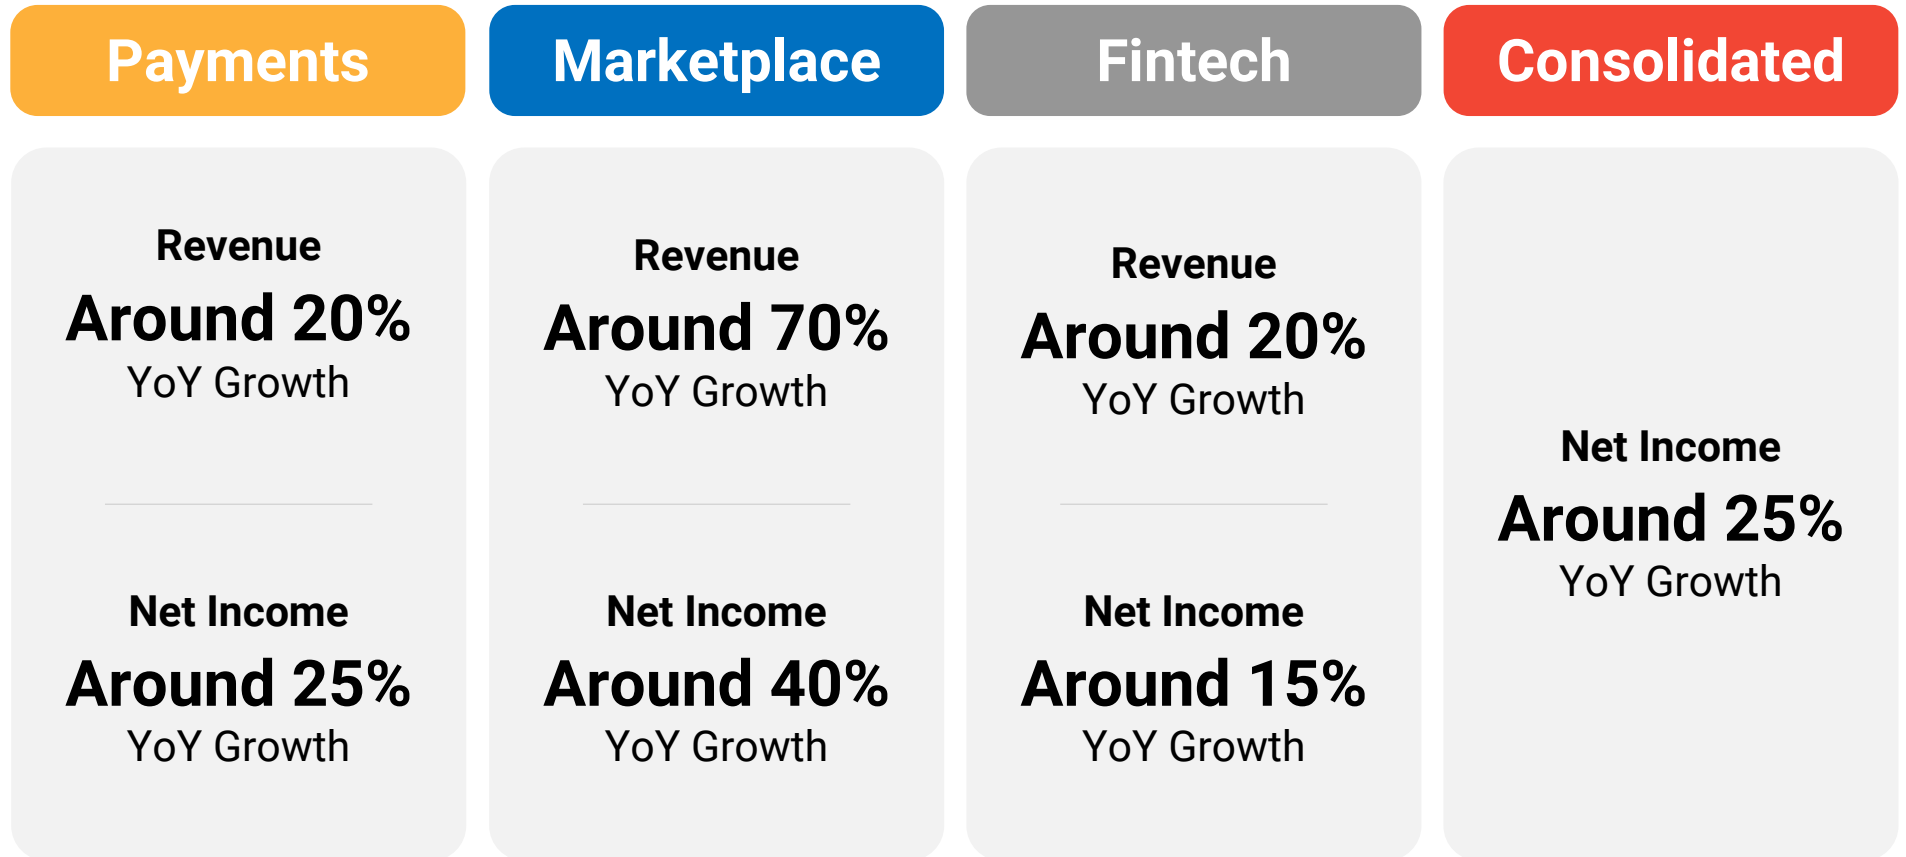 Payments
Revenue
Around 20%
YoY Growth
Net Income
Around 25%
YoY Growth
Marketplace
Revenue
Around 70%
YoY Growth
Net Income
Around 40%
YoY Growth
Fintech
Revenue
Around 20%
YoY Growth
Net Income
Around 15%
YoY Growth
Consolidated
Net Income
Around 25%
YoY Growth